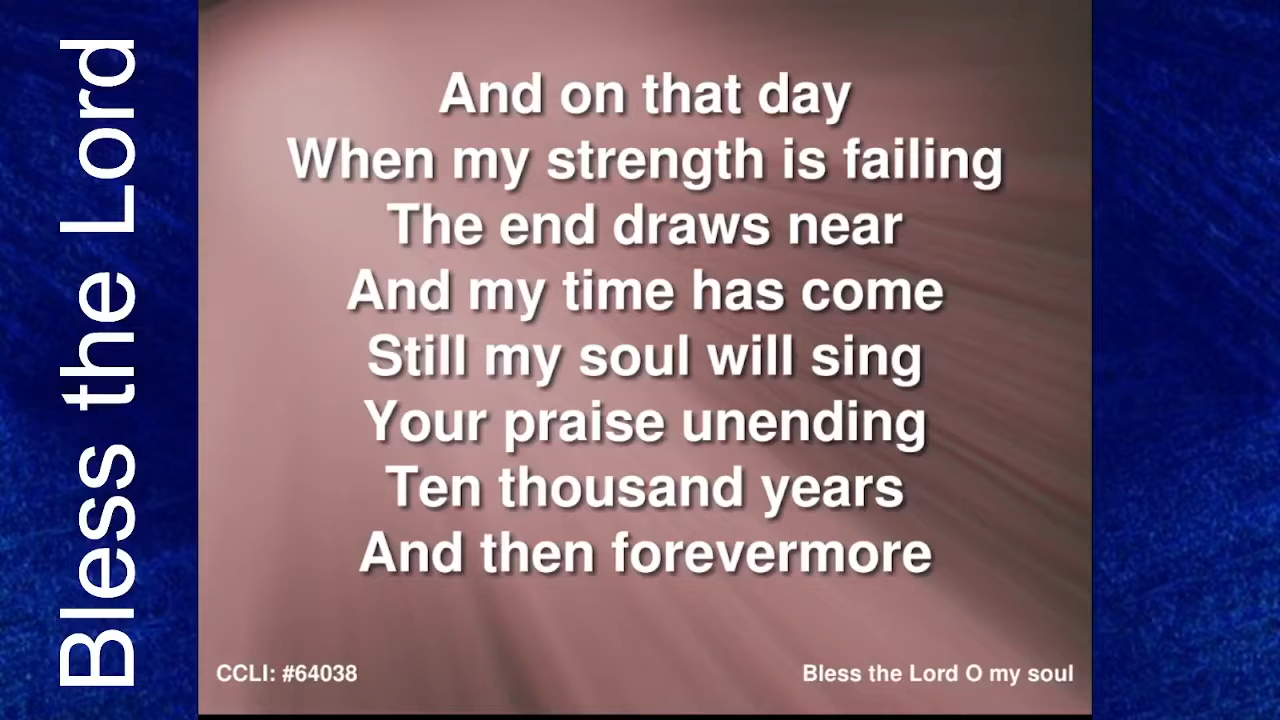 Bless the Lord
And on that day
When my strength is failing
The end draws near
And my time has come
Still my soul will sing
Your praise unending
Ten thousand years
And then forevermore
CCLI: #64038
Bless the Lord O my soul